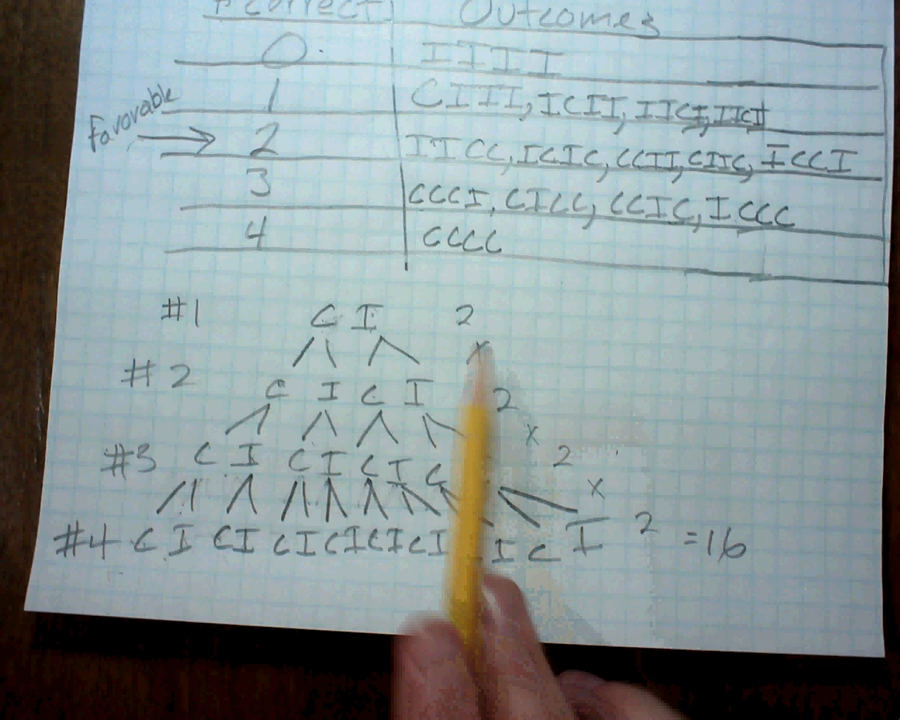 # Correct Outcomes
0. IIII
1 CIII, ICII, IICI, IICI
favorable
2 IICC, ICIC, CCII, CIIC, ICCI
3 CCCI, CICC, CCIC, ICCC
4 CCCC
#1 C I 2
x
#2 C I C I 2
x
#3 C I C I C I C 2
x
#4 C I C I C I C I C I C I I C I 2 =16